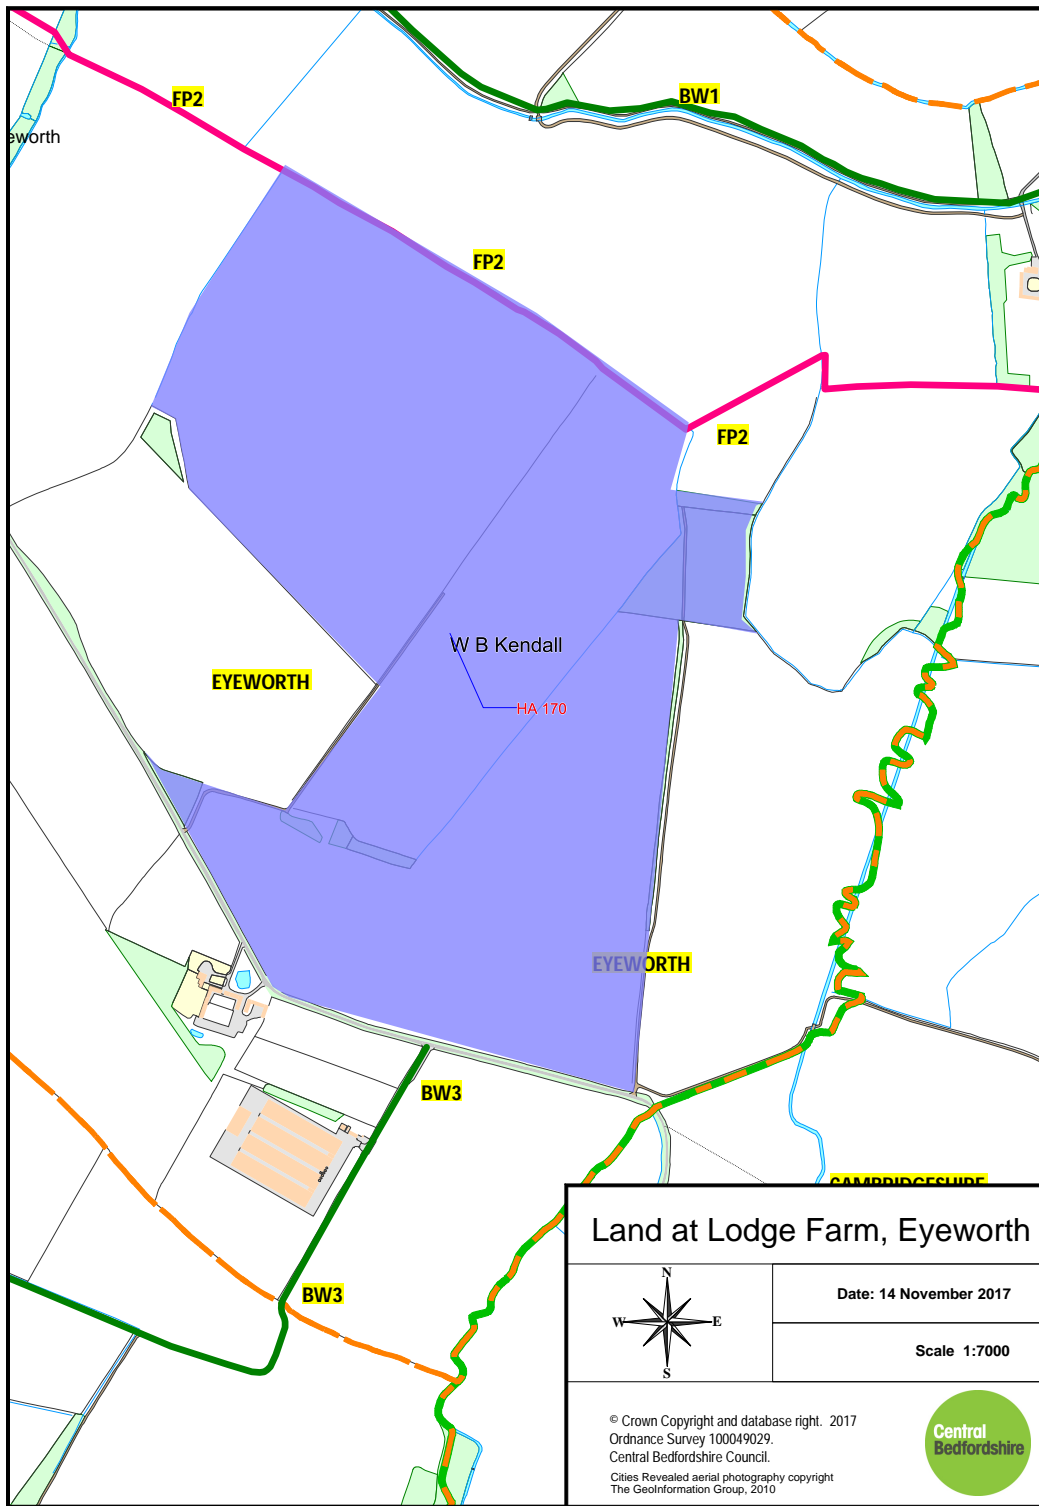 FP2
BW1
eworth
FP2
FP2
W B Kendall
EYEWORTH
HA 170
EYEWORTH
BW3
CAMBRIDGESHIRE
BW3
Land at Lodge Farm, Eyeworth
N
W E
S
Date: 14 November 2017
Scale 1:7000
© Crown Copyright and database right. 2017
Ordnance Survey 100049029.
Central Bedfordshire Council.
Cities Revealed aerial photography copyright
The GeoInformation Group, 2010
Central
Bedfordshire